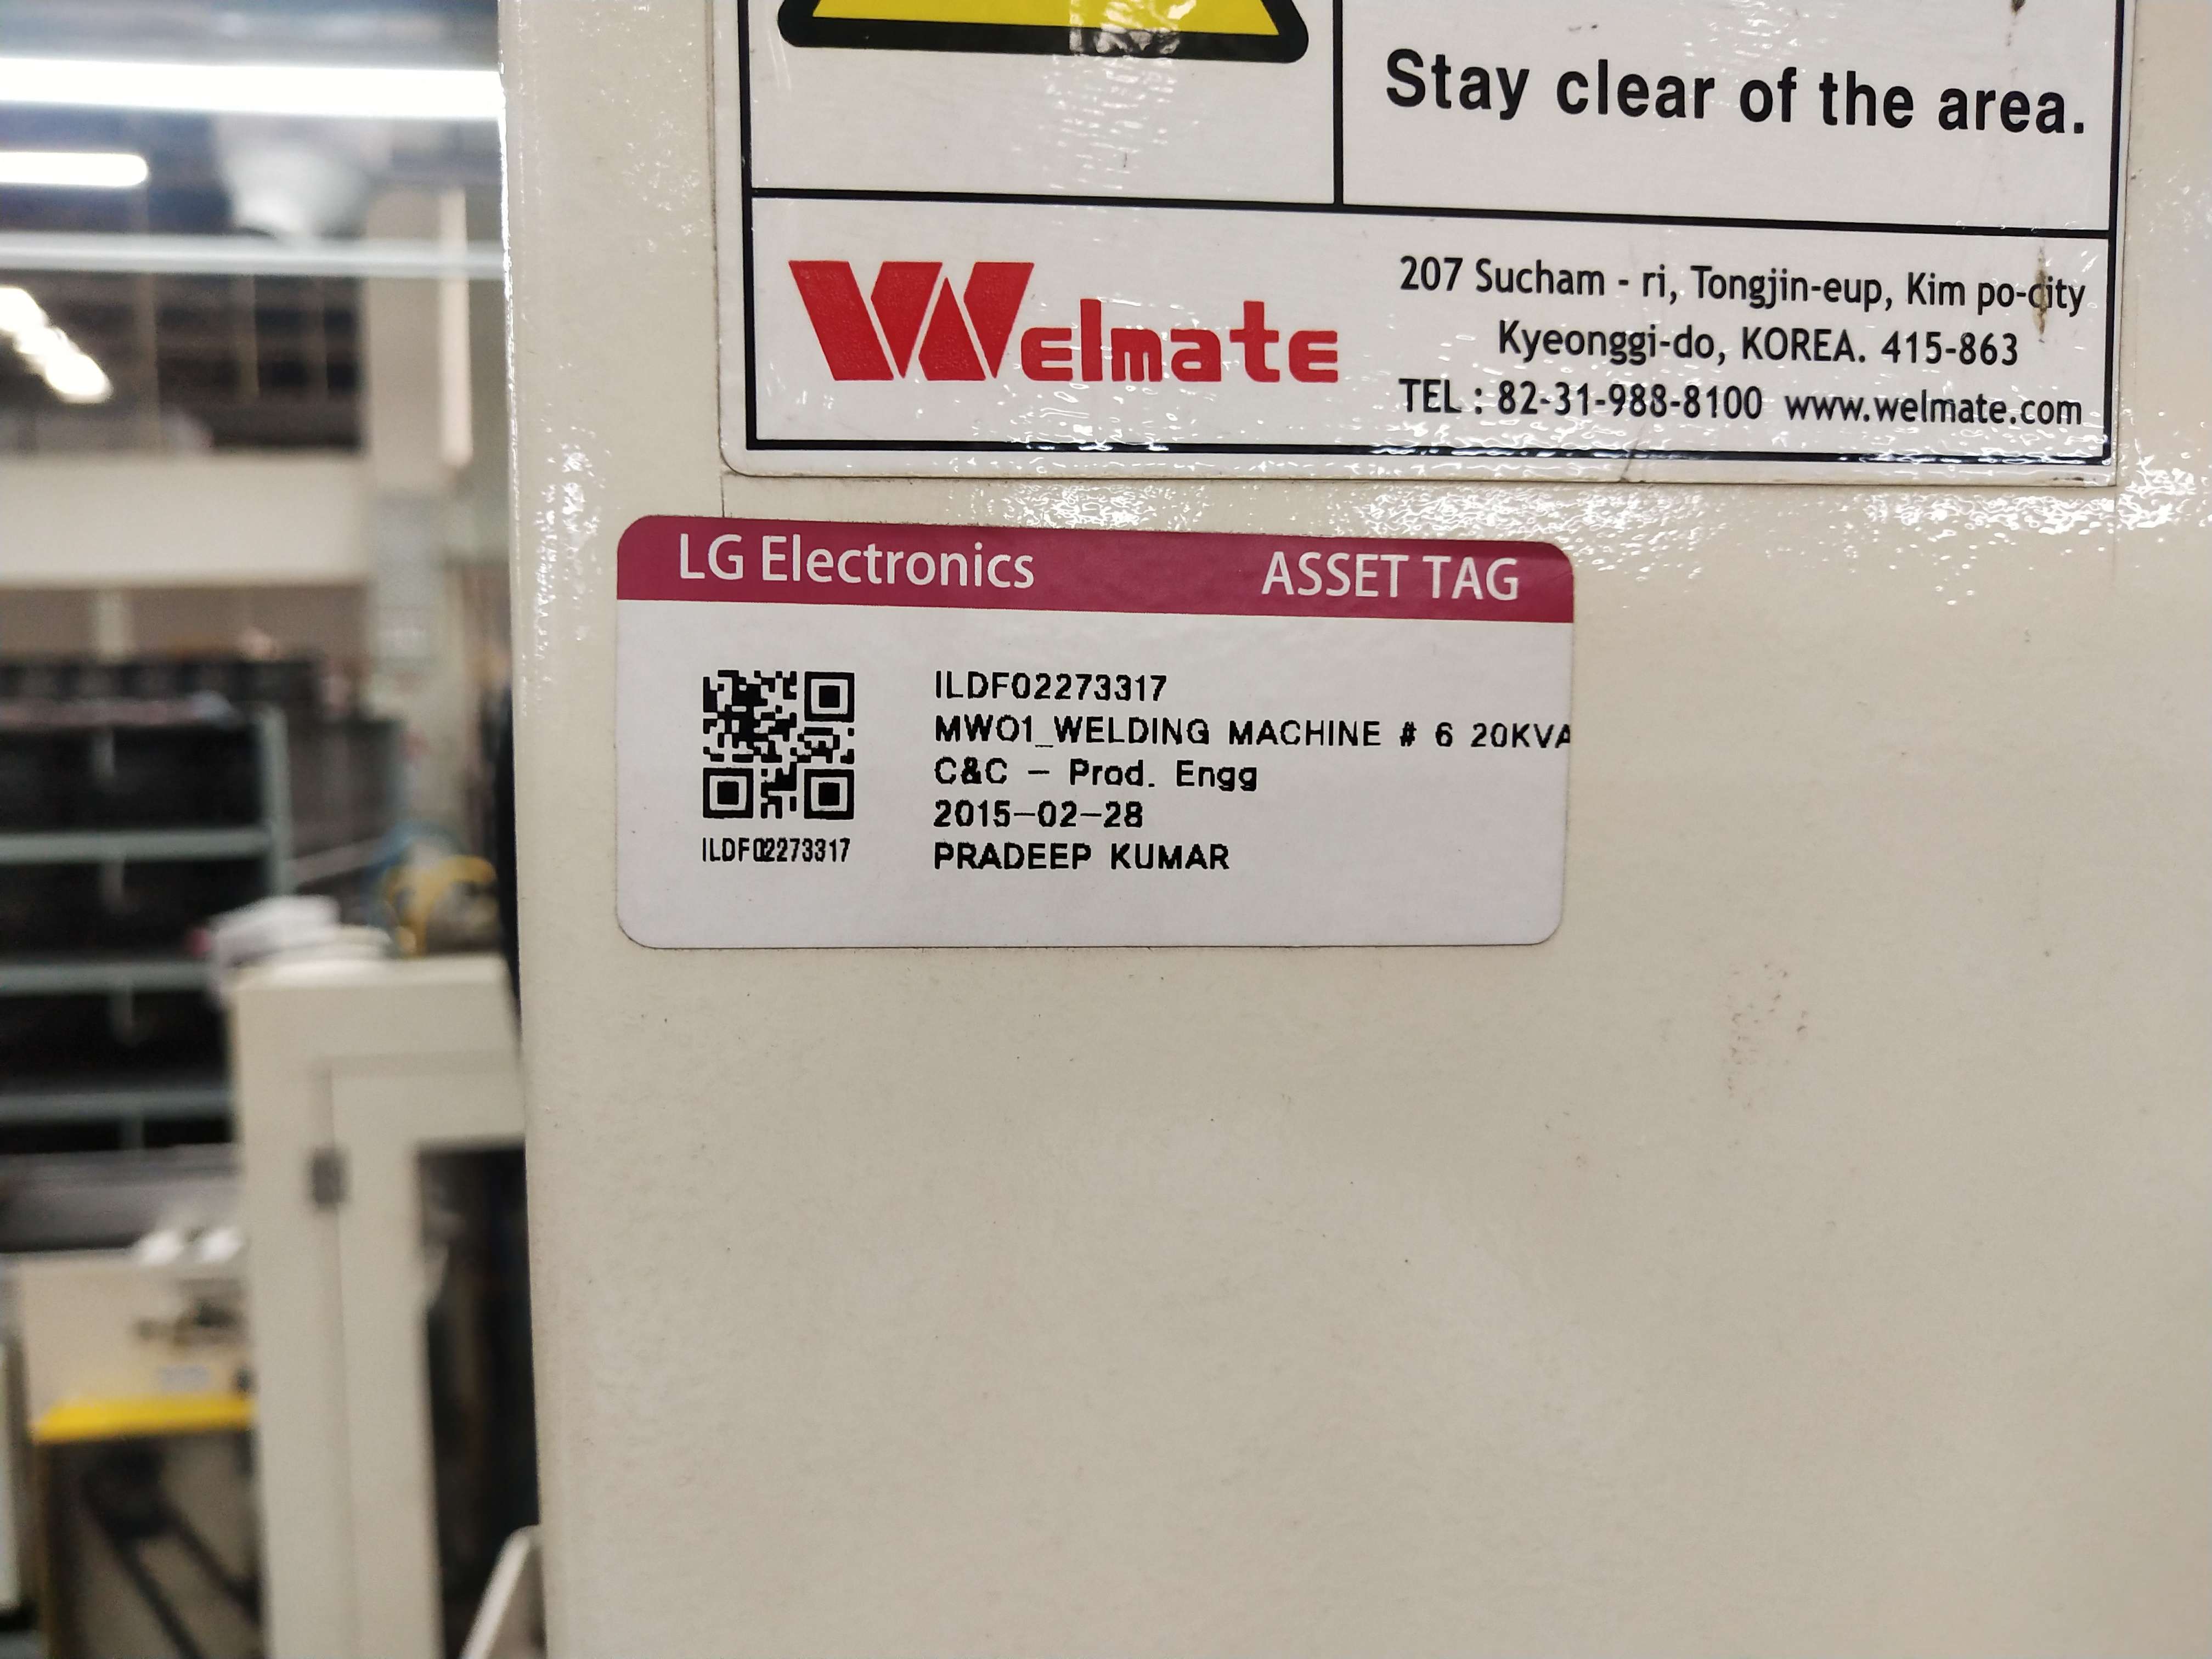 Stay clear of the area.
Welmate
207 Sucham - ri, Tongjin-eup, Kim po-city
Kyeonggi-do, KOREA. 415-863
TEL : 82-31-988-8100 www.welmate.com
LG Electronics ASSET TAG
ILDF02273317
MWO1_WELDING MACHINE # 6 20KVA
C&C - Prod. Engg
2015-02-28
PRADEEP KUMAR
ILDF02273317